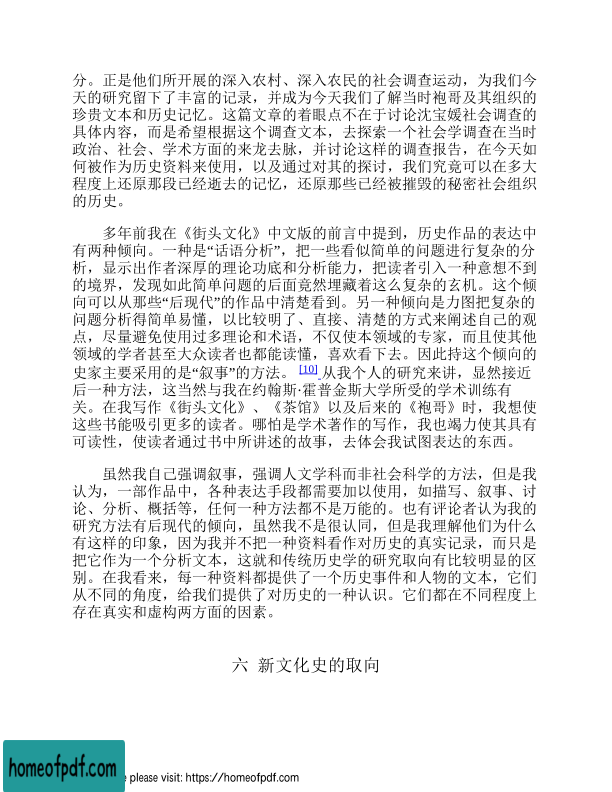 分。正是他们所开展的深入农村、深入农民的社会调查运动，为我们今
天的研究留下了丰富的记录，并成为今天我们了解当时袍哥及其组织的
珍贵文本和历史记忆。这篇文章的着眼点不在于讨论沈宝媛社会调查的
具体内容，而是希望根据这个调查文本，去探索一个社会学调查在当时
政治、社会、学术方面的来龙去脉，并讨论这样的调查报告，在今天如
何被作为历史资料来使用，以及通过对其的探讨，我们究竟可以在多大
程度上还原那段已经逝去的记忆，还原那些已经被摧毁的秘密社会组织
的历史。
多年前我在《街头文化》中文版的前言中提到，历史作品的表达中
有两种倾向。一种是“话语分析”，把一些看似简单的问题进行复杂的分
析，显示出作者深厚的理论功底和分析能力，把读者引入一种意想不到
的境界，发现如此简单问题的后面竟然埋藏着这么复杂的玄机。这个倾
向可以从那些“后现代”的作品中清楚看到。另一种倾向是力图把复杂的
问题分析得简单易懂，以比较明了、直接、清楚的方式来阐述自己的观
点，尽量避免使用过多理论和术语，不仅使本领域的专家，而且使其他
领域的学者甚至大众读者也都能读懂，喜欢看下去。因此持这个倾向的
史家主要采用的是“叙事”的方法。 [10] 从我个人的研究来讲，显然接近
后一种方法，这当然与我在约翰斯·霍普金斯大学所受的学术训练有
关。在我写作《街头文化》、《茶馆》以及后来的《袍哥》时，我想使
这些书能吸引更多的读者。哪怕是学术著作的写作，我也竭力使其具有
可读性，使读者通过书中所讲述的故事，去体会我试图表达的东西。
虽然我自己强调叙事，强调人文学科而非社会科学的方法，但是我
认为，一部作品中，各种表达手段都需要加以使用，如描写、叙事、讨
论、分析、概括等，任何一种方法都不是万能的。也有评论者认为我的
研究方法有后现代的倾向，虽然我不是很认同，但是我理解他们为什么
有这样的印象，因为我并不把一种资料看作对历史的真实记录，而只是
把它作为一个分析文本，这就和传统历史学的研究取向有比较明显的区
别。在我看来，每一种资料都提供了一个历史事件和人物的文本，它们
从不同的角度，给我们提供了对历史的一种认识。它们都在不同程度上
存在真实和虚构两方面的因素。
六 新文化史的取向
homeofpdf.com
please visit: https://homeofpdf.com